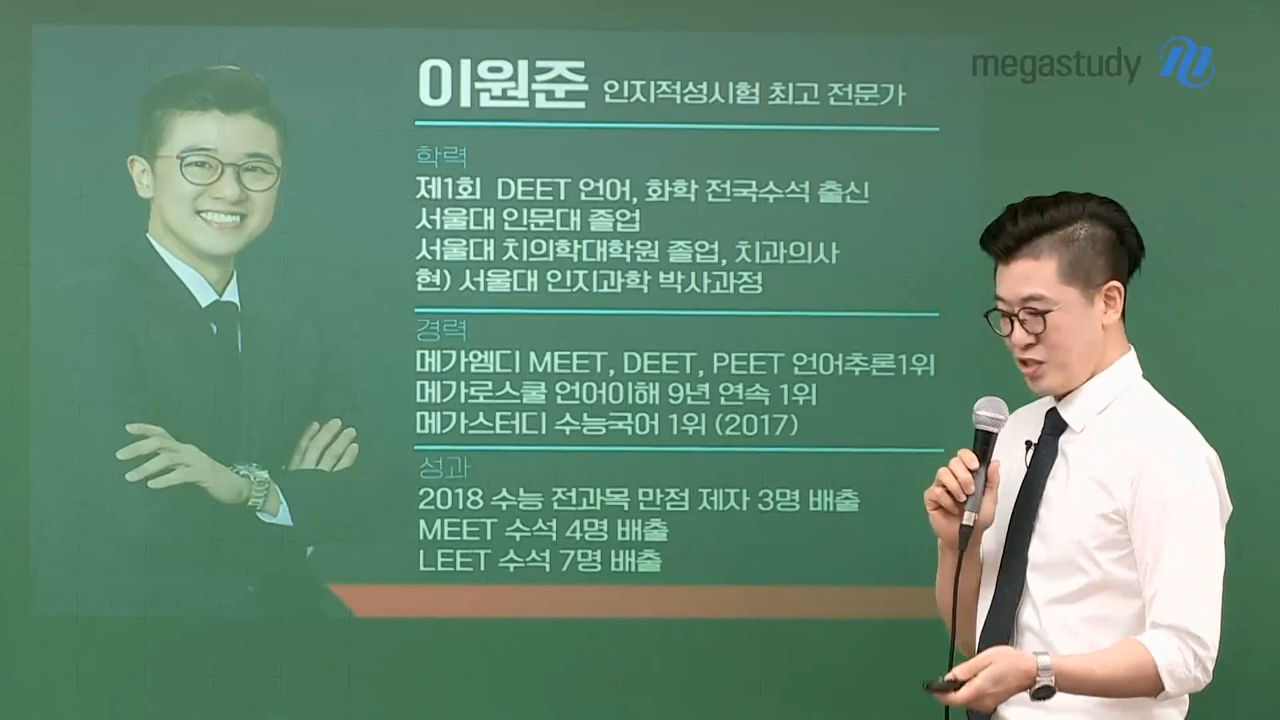 megastudy
이원준 인지적성시험 최고 전문가
학력
제1회 DEET 언어, 화학 전국수석 출신
서울대 인문대 졸업
서울대 치의학대학원 졸업, 치과의사
현) 서울대 인지과학 박사과정
경력
메가엠디 MEET, DEET, PEET 언어추론1위
메가로스쿨 언어이해 9년 연속 1위
메가스터디 수능국어 1위 (2017)
성과
2018 수능 전과목 만점 제자 3명 배출
MEET 수석 4명 배출
LEET 수석 7명 배출